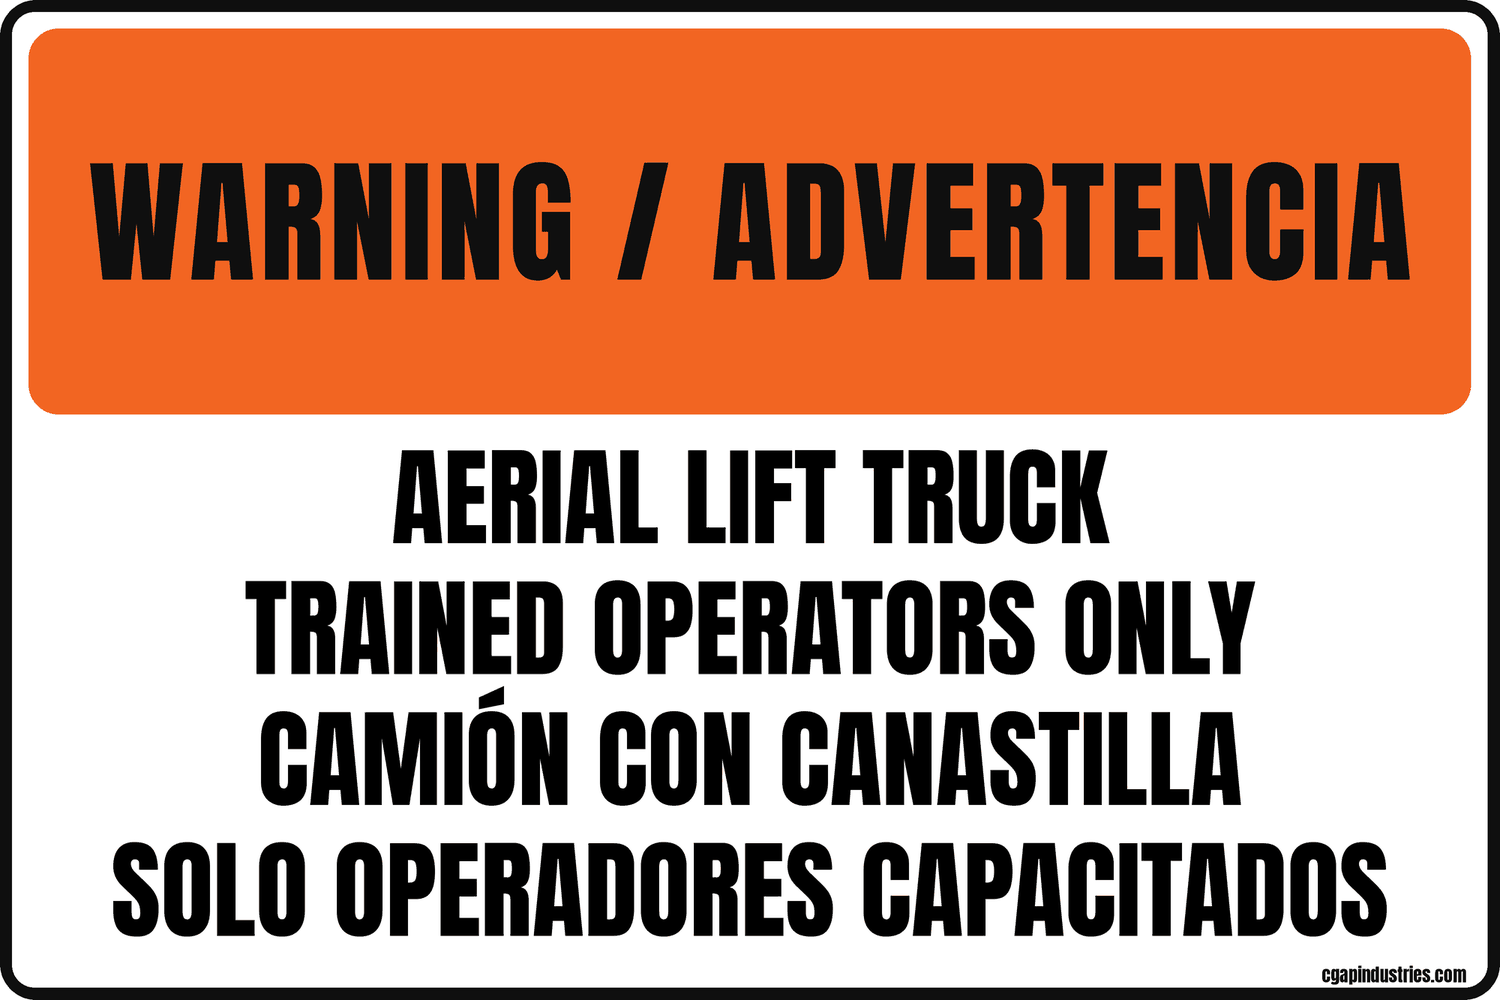 WARNING / ADVERTENCIA
AERIAL LIFT TRUCK
TRAINED OPERATORS ONLY
CAMIÓN CON CANASTILLA
SOLO OPERADORES CAPACITADOS
cgapindustries.com